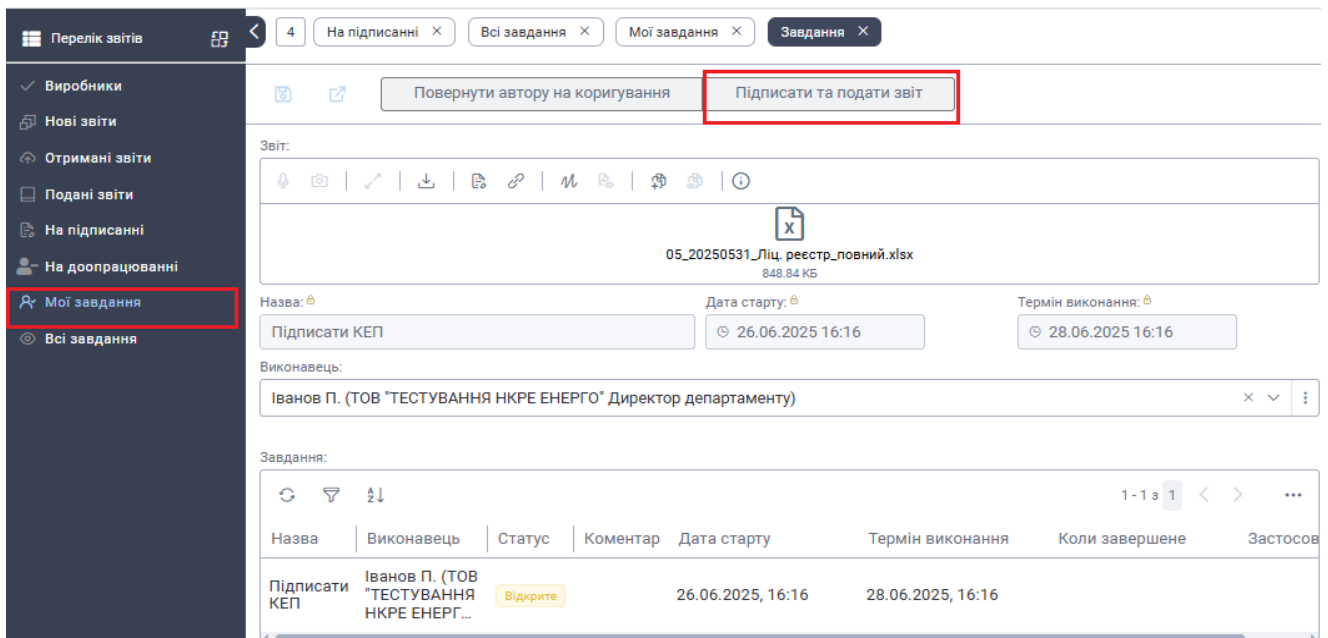 Перелік звітів
4
На підписанні ×
Всі завдання ×
Мої завдання ×
Завдання ×
Виробники
Нові звіти
Отримані звіти
Подані звіти
На підписанні
На доопрацюванні
Мої завдання
Всі завдання
Повернути автору на коригування
Підписати та подати звіт
Звіт:
05_20250531_Ліц. реєстр_повний.xlsx
848.84 КБ
Назва:
Дата старту:
Термін виконання:
Підписати КЕП
26.06.2025 16:16
28.06.2025 16:16
Виконавець:
Іванов П. (ТОВ "ТЕСТУВАННЯ НКРЕ ЕНЕРГО" Директор департаменту)
Завдання:
1 - 1 з 1
Назва
Виконавець
Статус
Коментар
Дата старту
Термін виконання
Коли завершене
Застосов
Підписати
КЕП
Іванов П. (ТОВ
"ТЕСТУВАННЯ
НКРЕ ЕНЕРГ...
Відкрите
26.06.2025, 16:16
28.06.2025, 16:16